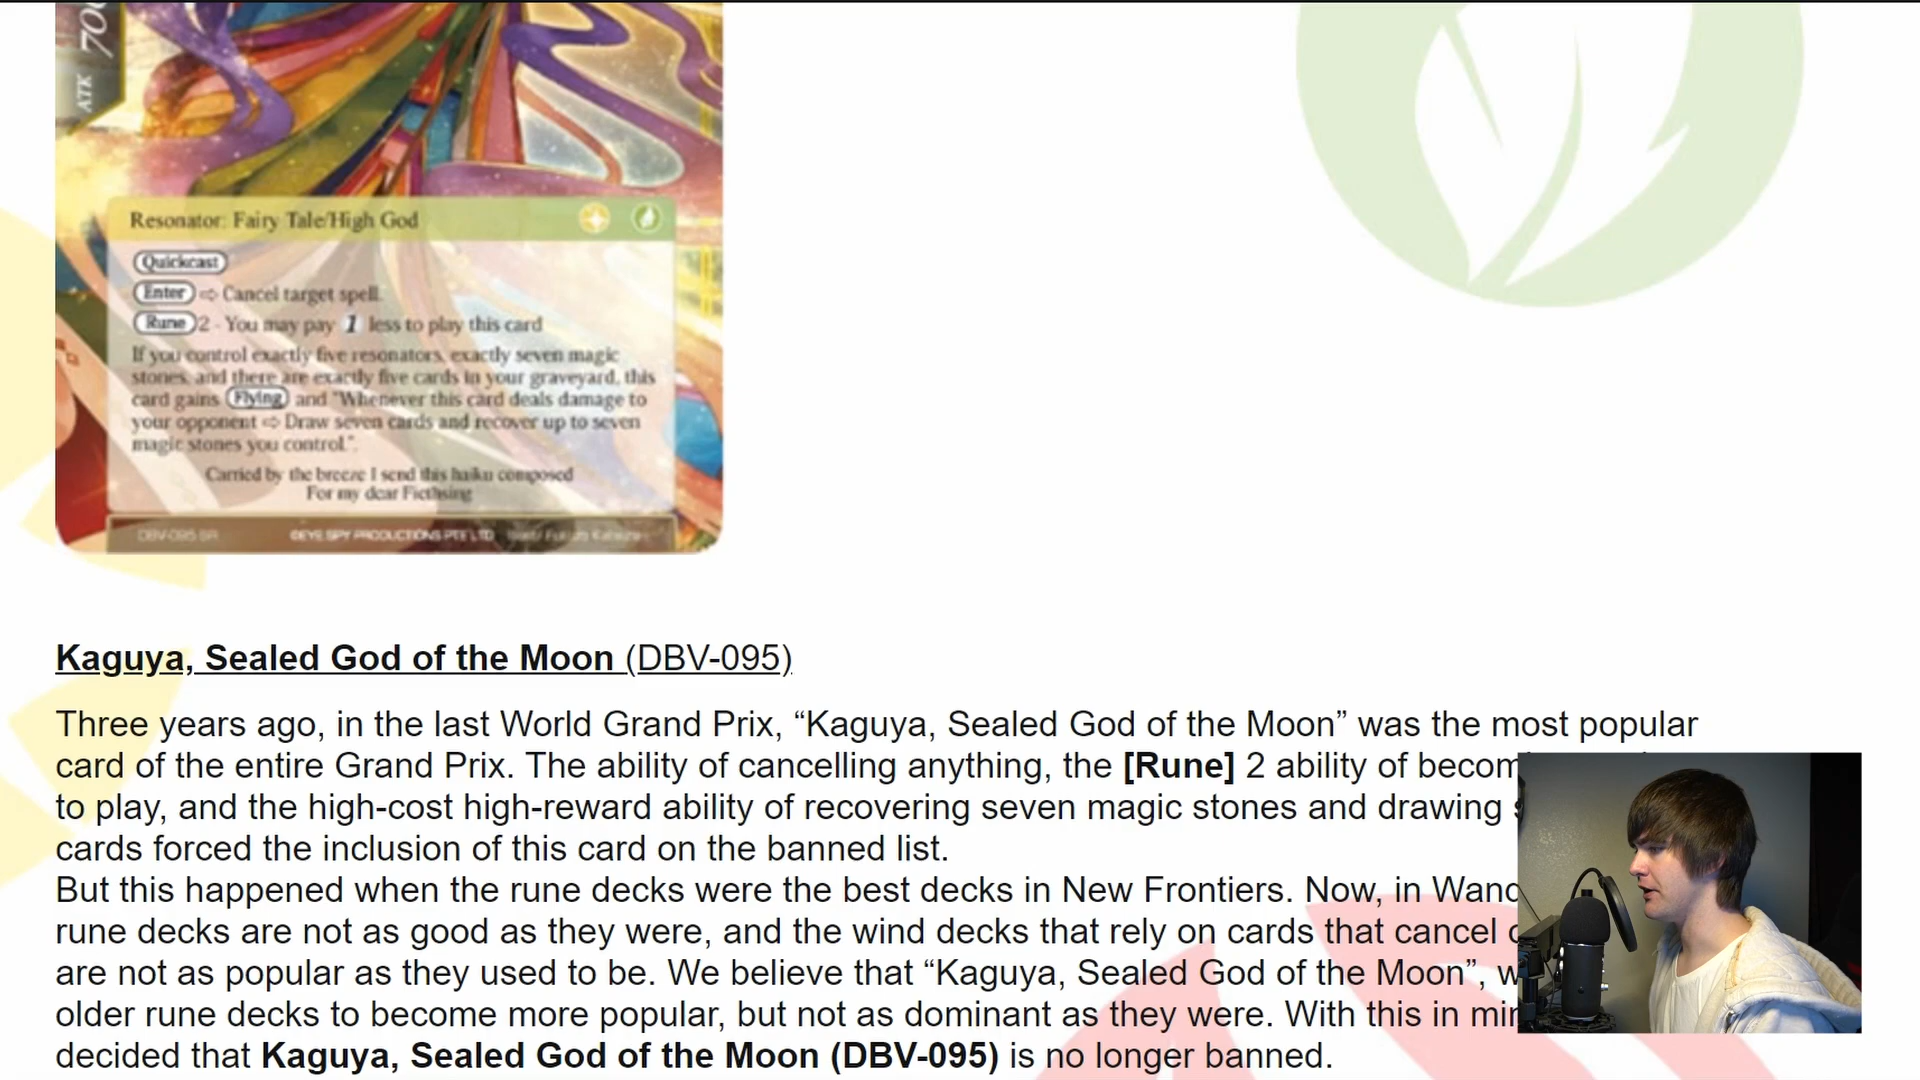 ATK 700
Resonator: Fairy Tale/High God
Quickcast
Enter ⇨ Cancel target spell.
Rune 2 - You may pay 1 less to play this card
If you control exactly five resonators, exactly seven magic
stones, and there are exactly five cards in your graveyard, this
card gains Flying and "Whenever this card deals damage to
your opponent ⇨ Draw seven cards and recover up to seven
magic stones you control.".
Carried by the breeze I send this haiku composed
For my dear Ficthsing
DBV-095 SR ©EYE SPY PRODUCTIONS PTE LTD
Kaguya, Sealed God of the Moon (DBV-095)
Three years ago, in the last World Grand Prix, “Kaguya, Sealed God of the Moon” was the most popular
card of the entire Grand Prix. The ability of cancelling anything, the [Rune] 2 ability of becom
to play, and the high-cost high-reward ability of recovering seven magic stones and drawing
cards forced the inclusion of this card on the banned list.
But this happened when the rune decks were the best decks in New Frontiers. Now, in Wand
rune decks are not as good as they were, and the wind decks that rely on cards that cancel
are not as popular as they used to be. We believe that “Kaguya, Sealed God of the Moon”, w
older rune decks to become more popular, but not as dominant as they were. With this in min
decided that Kaguya, Sealed God of the Moon (DBV-095) is no longer banned.